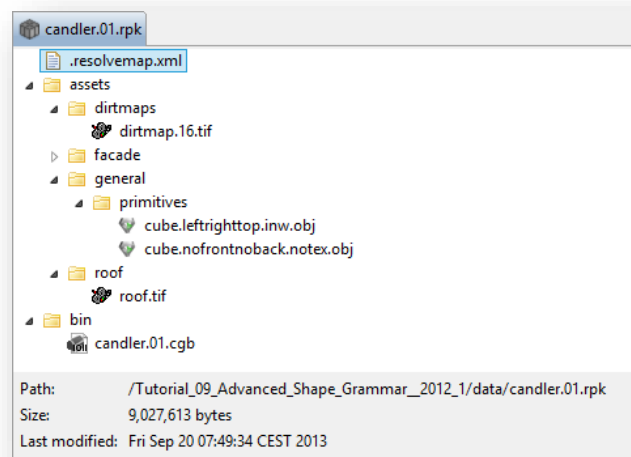 candler.01.rpk
.resolvemap.xml
assets
dirtmaps
dirtmap.16.tif
facade
general
primitives
cube.leftrighttop.inw.obj
cube.nofrontnoback.notex.obj
roof
roof.tif
bin
candler.01.cgb
Path: /Tutorial_09_Advanced_Shape_Grammar__2012_1/data/candler.01.rpk
Size: 9,027,613 bytes
Last modified: Fri Sep 20 07:49:34 CEST 2013